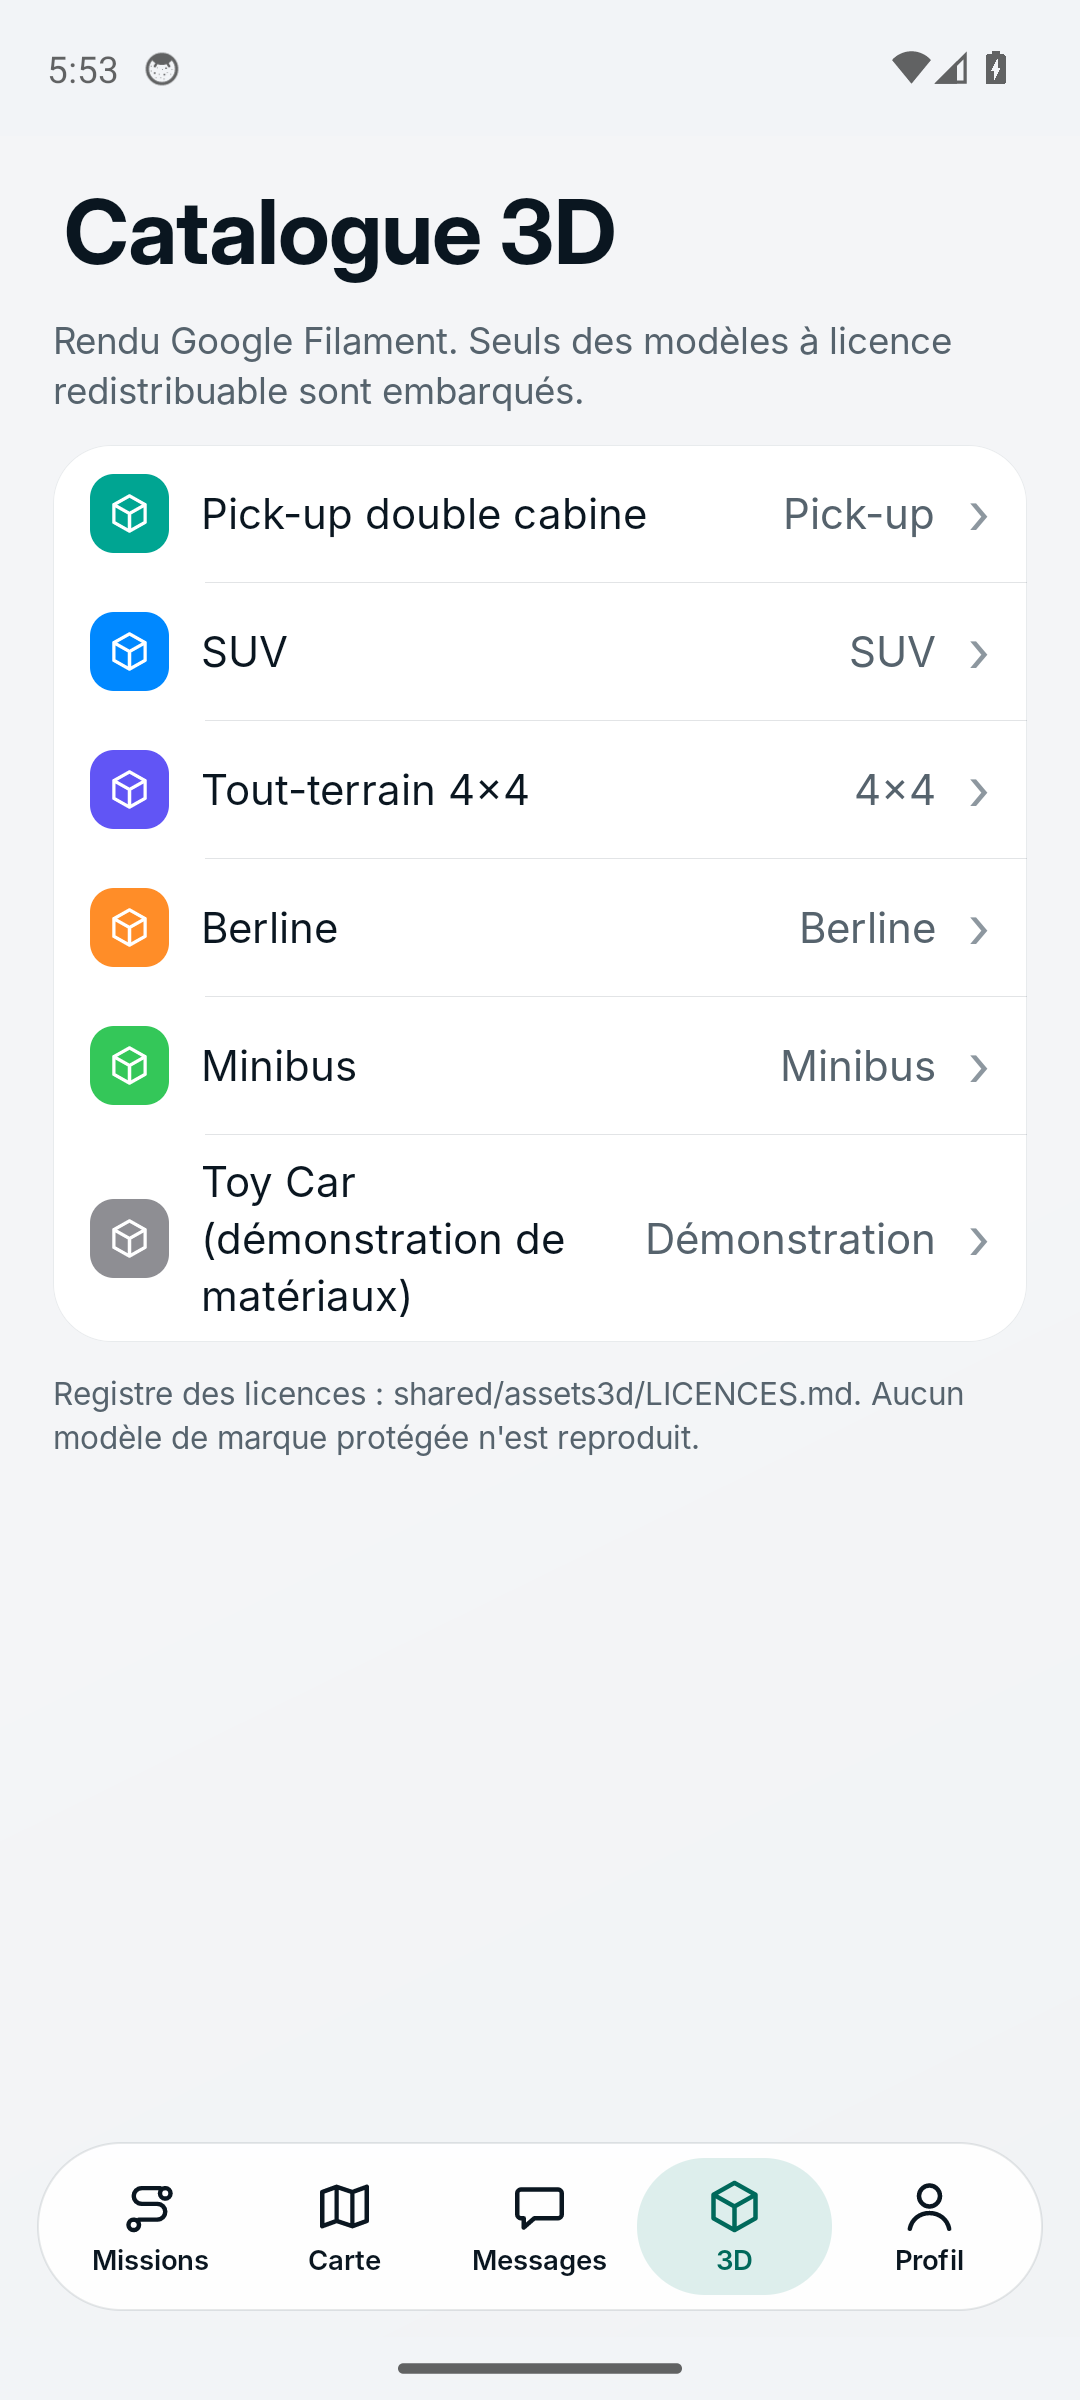 5:53
Catalogue 3D
Rendu Google Filament. Seuls des modèles à licence
redistribuable sont embarqués.
Pick-up double cabine
Pick-up
SUV
SUV
Tout-terrain 4×4
4×4
Berline
Berline
Minibus
Minibus
Toy Car
(démonstration de
matériaux)
Démonstration
Registre des licences : shared/assets3d/LICENCES.md. Aucun
modèle de marque protégée n'est reproduit.
Missions
Carte
Messages
3D
Profil